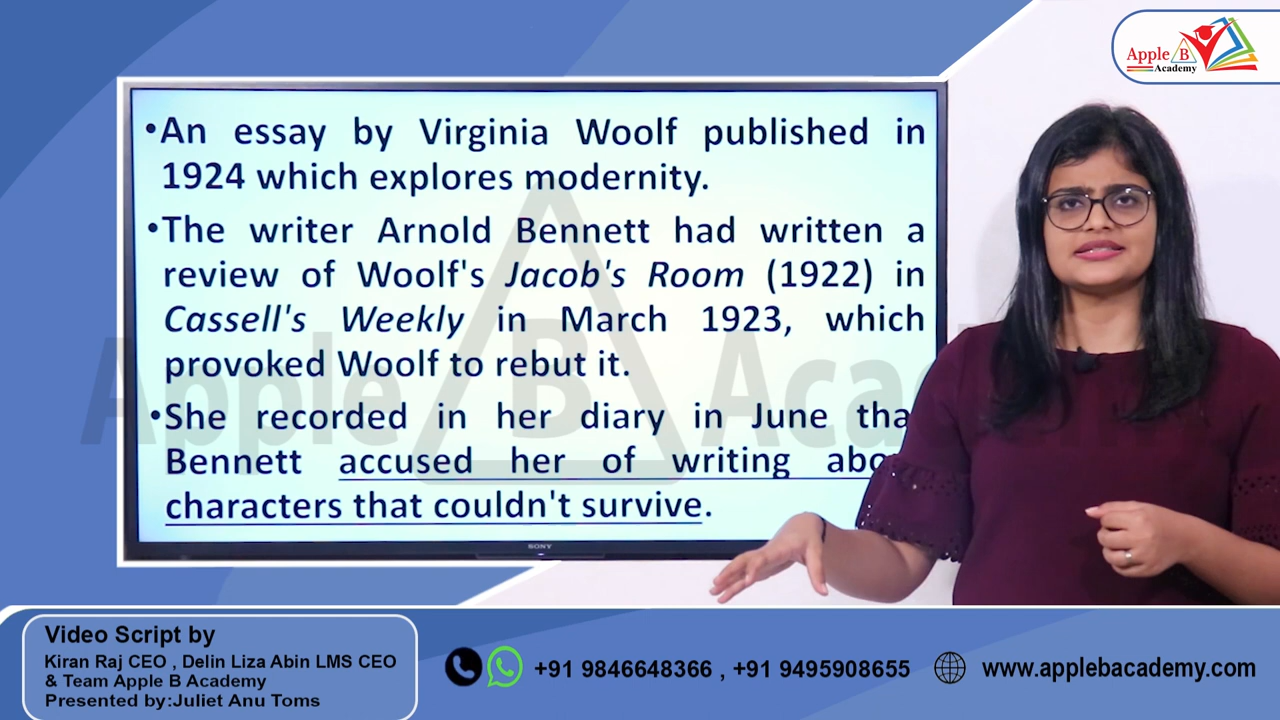 Apple B
Academy
•An essay by Virginia Woolf published in
1924 which explores modernity.
•The writer Arnold Bennett had written a
review of Woolf's Jacob's Room (1922) in
Cassell's Weekly in March 1923, which
provoked Woolf to rebut it.
•She recorded in her diary in June
Bennett accused her of writing
characters that couldn't survive.
Apple B Acade
SONY
Video Script by
Kiran Raj CEO , Delin Liza Abin LMS CEO
& Team Apple B Academy
Presented by:Juliet Anu Toms
+91 9846648366 , +91 9495908655
www.applebacademy.com